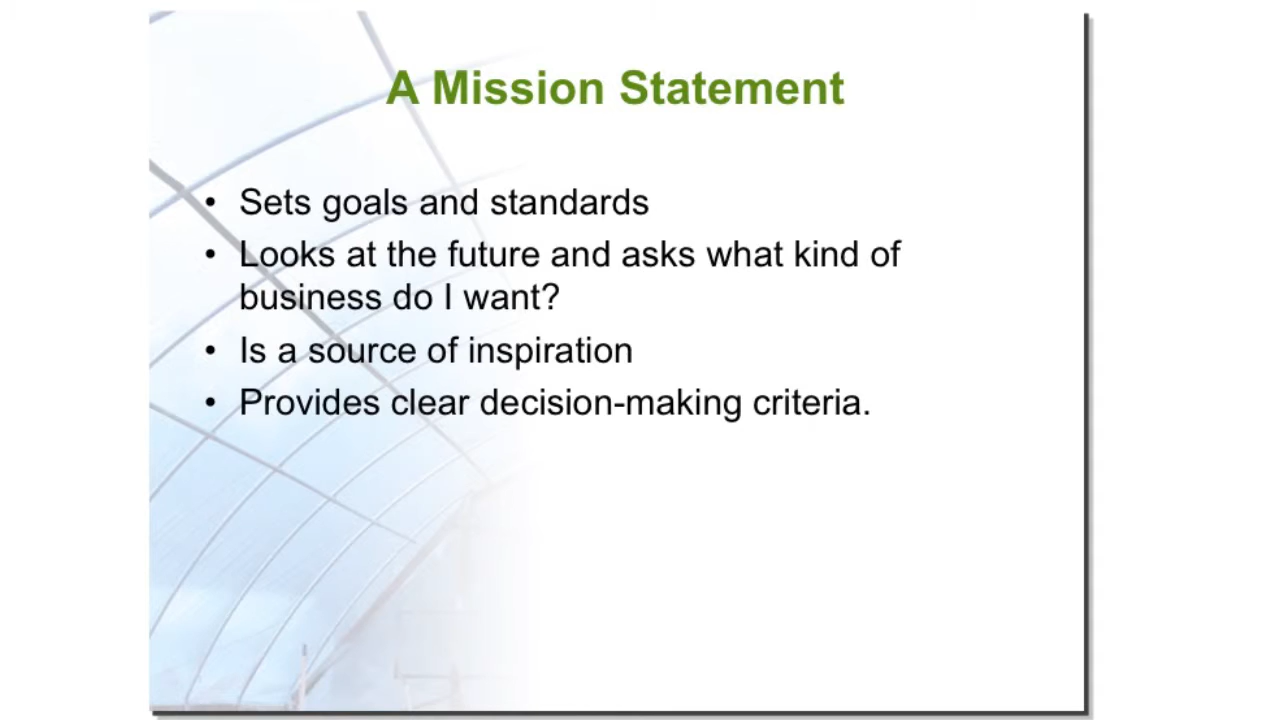 A Mission Statement
• Sets goals and standards
• Looks at the future and asks what kind of
business do I want?
• Is a source of inspiration
• Provides clear decision-making criteria.